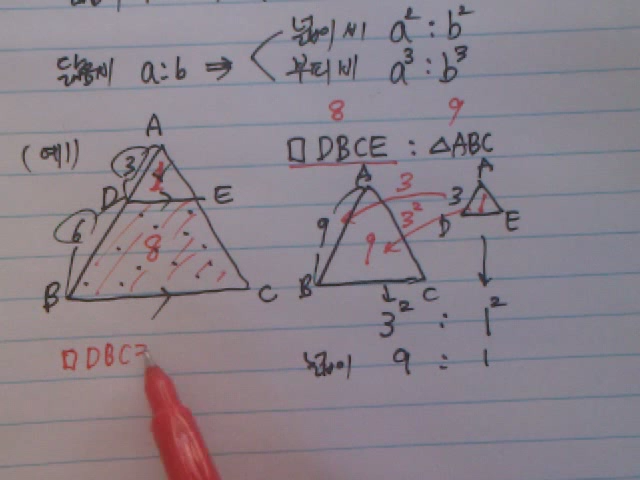 넓이비 a² : b²
닮음비 a : b ⇒
부피비 a³ : b³
8 9
(예1) □DBCE : △ABC
A
3 1
D E
6 8
B C
A
3
9 9 3²
B C
A
3 1
D E
3² : 1²
넓이 9 : 1
□DBC